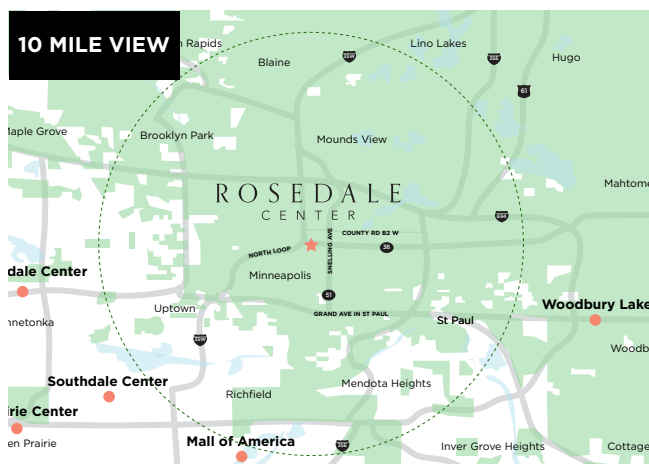 10 MILE VIEW
n Rapids
35W
Lino Lakes
35E
Hugo
Blaine
61
Maple Grove
Brooklyn Park
Mounds View
Mahtome
ROSEDALE
CENTER
694
COUNTY RD B2 W
SNELLING AVE
36
NORTH LOOP
dale Center
Minneapolis
51
Uptown
GRAND AVE IN ST PAUL
St Paul
Woodbury Lake
nnetonka
35W
Woodb
Southdale Center
Mendota Heights
Richfield
irie Center
Mall of America
35E
en Prairie
Inver Grove Heights
Cottage